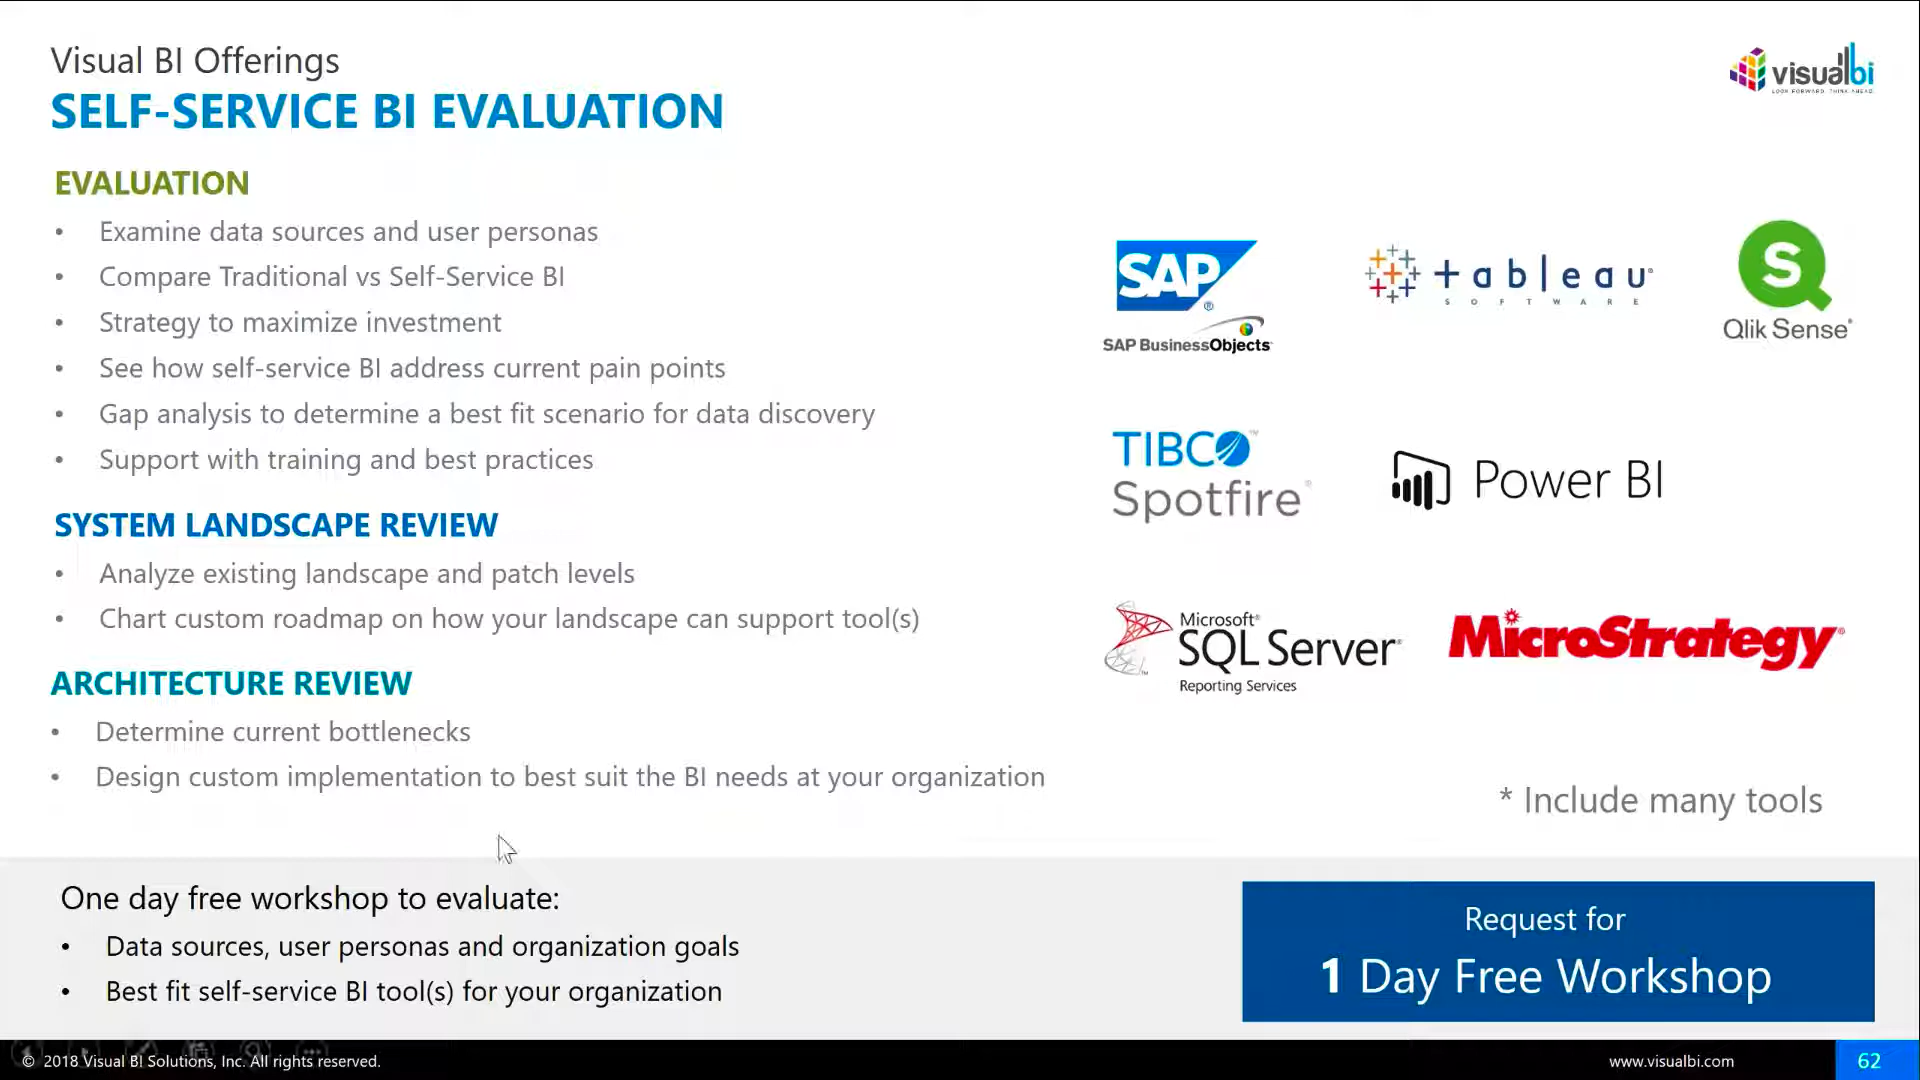 Visual BI Offerings
SELF-SERVICE BI EVALUATION
visualbi
LOOK FORWARD. THINK AHEAD.
EVALUATION
• Examine data sources and user personas
• Compare Traditional vs Self-Service BI
• Strategy to maximize investment
• See how self-service BI address current pain points
• Gap analysis to determine a best fit scenario for data discovery
• Support with training and best practices
SYSTEM LANDSCAPE REVIEW
• Analyze existing landscape and patch levels
• Chart custom roadmap on how your landscape can support tool(s)
ARCHITECTURE REVIEW
• Determine current bottlenecks
• Design custom implementation to best suit the BI needs at your organization
SAP®
SAP BusinessObjects™
+ableau®
SOFTWARE
S
Qlik Sense®
TIBCO™
Spotfire®
Power BI
Microsoft®
SQL Server®
Reporting Services
MicroStrategy®
* Include many tools
One day free workshop to evaluate:
• Data sources, user personas and organization goals
• Best fit self-service BI tool(s) for your organization
Request for
1 Day Free Workshop
© 2018 Visual BI Solutions, Inc. All rights reserved.
www.visualbi.com
62